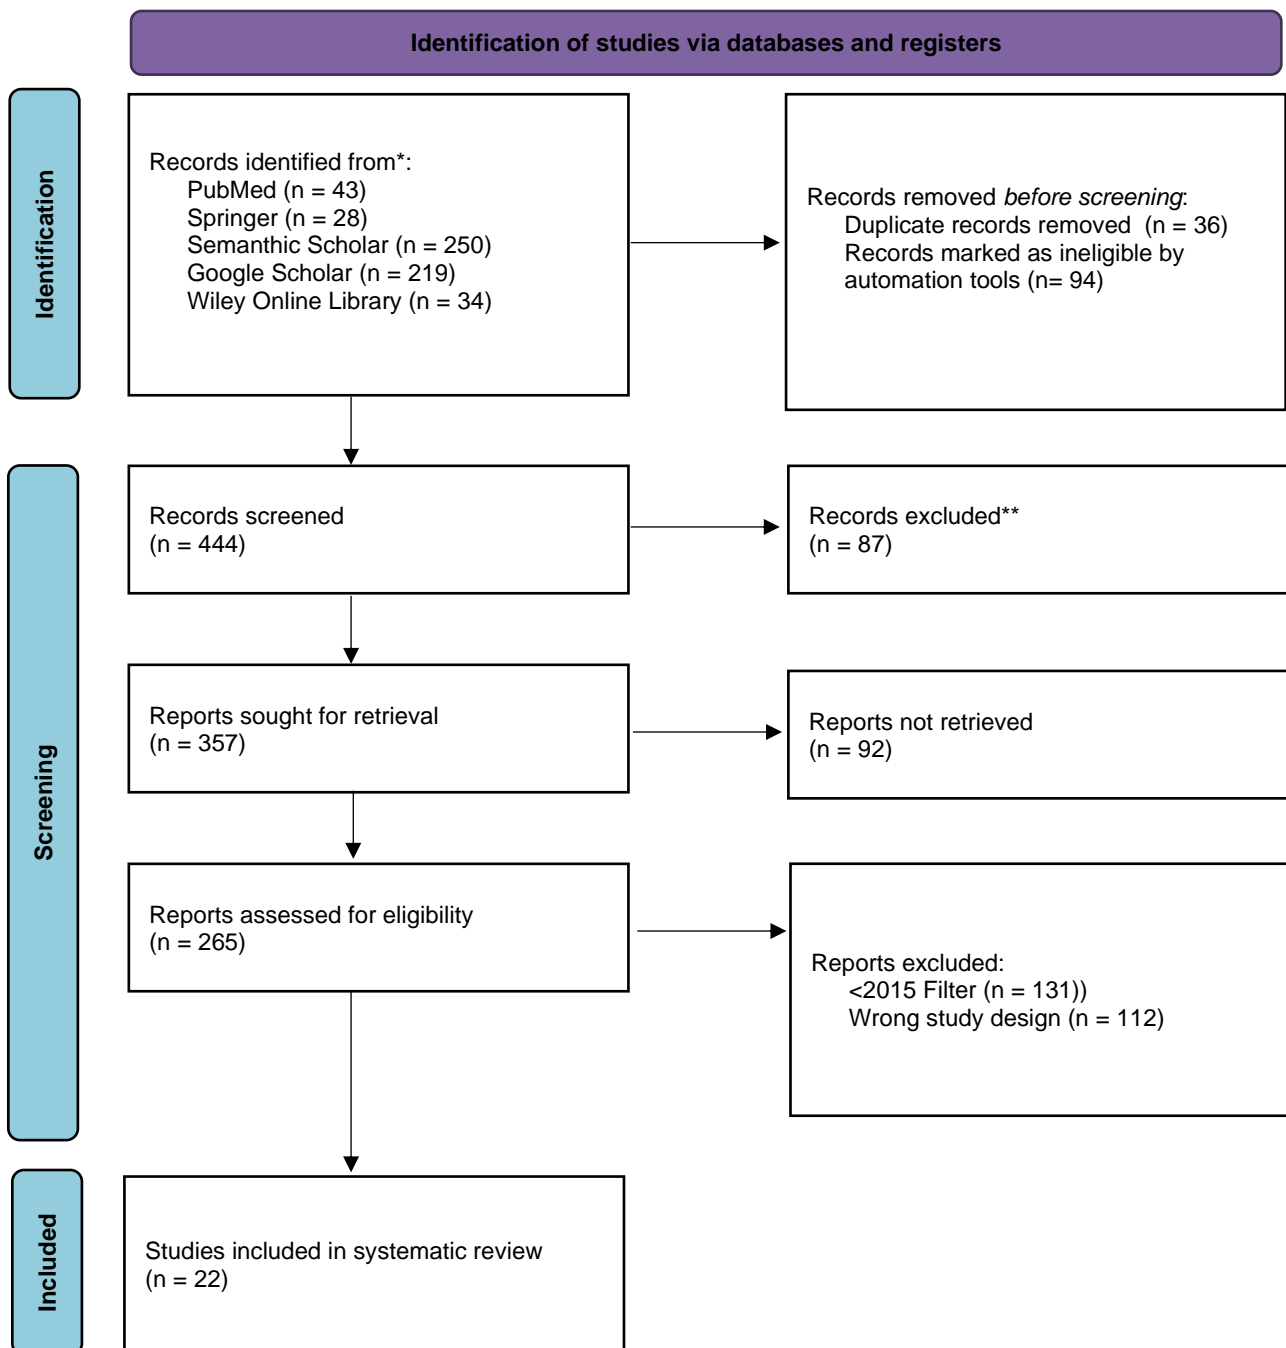 Identification of studies via databases and registers
Identification
Records identified from*:
PubMed (n = 43)
Springer (n = 28)
Semanthic Scholar (n = 250)
Google Scholar (n = 219)
Wiley Online Library (n = 34)
Records removed before screening:
Duplicate records removed  (n = 36)
Records marked as ineligible by
automation tools (n= 94)
Screening
Records screened
(n = 444)
Records excluded**
(n = 87)
Reports sought for retrieval
(n = 357)
Reports not retrieved
(n = 92)
Reports assessed for eligibility
(n = 265)
Reports excluded:
<2015 Filter (n = 131))
Wrong study design (n = 112)
Included
Studies included in systematic review
(n = 22)